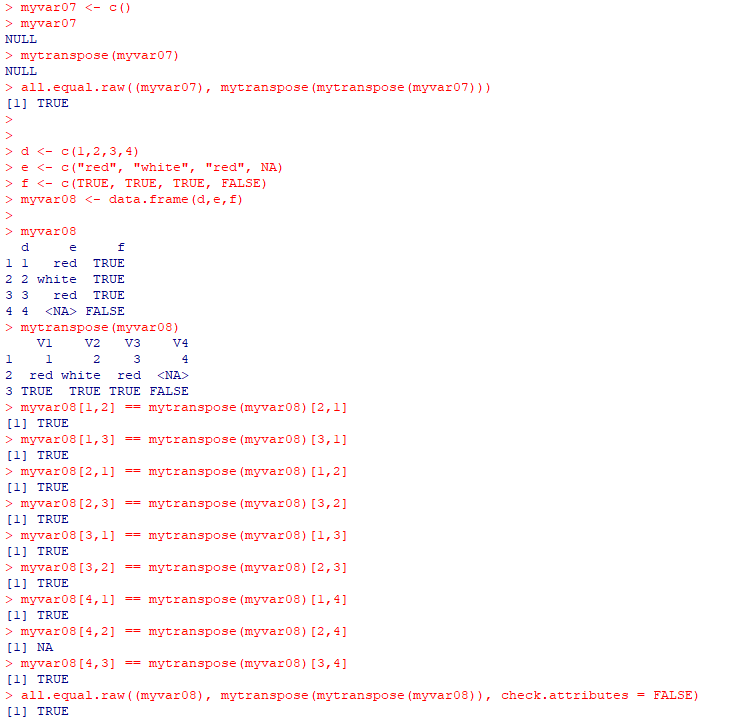 > myvar07 <- c()
> myvar07
NULL
> mytranspose(myvar07)
NULL
> all.equal.raw((myvar07), mytranspose(mytranspose(myvar07)))
[1] TRUE
>
>
> d <- c(1,2,3,4)
> e <- c("red", "white", "red", NA)
> f <- c(TRUE, TRUE, TRUE, FALSE)
> myvar08 <- data.frame(d,e,f)
>
> myvar08
  d     e     f
1 1   red  TRUE
2 2 white  TRUE
3 3   red  TRUE
4 4  <NA> FALSE
> mytranspose(myvar08)
    V1    V2   V3    V4
1    1     2    3     4
2  red white  red  <NA>
3 TRUE  TRUE TRUE FALSE
> myvar08[1,2] == mytranspose(myvar08)[2,1]
[1] TRUE
> myvar08[1,3] == mytranspose(myvar08)[3,1]
[1] TRUE
> myvar08[2,1] == mytranspose(myvar08)[1,2]
[1] TRUE
> myvar08[2,3] == mytranspose(myvar08)[3,2]
[1] TRUE
> myvar08[3,1] == mytranspose(myvar08)[1,3]
[1] TRUE
> myvar08[3,2] == mytranspose(myvar08)[2,3]
[1] TRUE
> myvar08[4,1] == mytranspose(myvar08)[1,4]
[1] TRUE
> myvar08[4,2] == mytranspose(myvar08)[2,4]
[1] NA
> myvar08[4,3] == mytranspose(myvar08)[3,4]
[1] TRUE
> all.equal.raw((myvar08), mytranspose(mytranspose(myvar08)), check.attributes = FALSE)
[1] TRUE